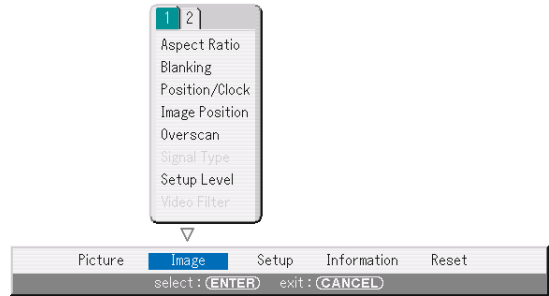 1 2
Aspect Ratio
Blanking
Position/Clock
Image Position
Overscan
Signal Type
Setup Level
Video Filter
Picture Image Setup Information Reset
select : ENTER exit : CANCEL